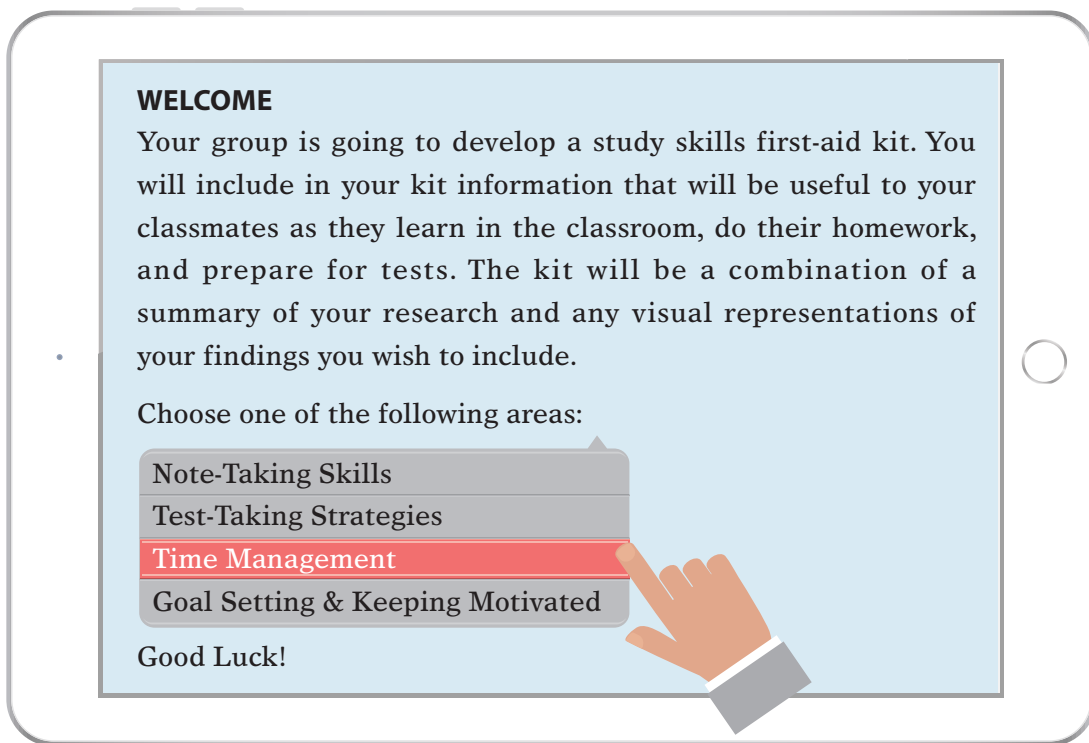 WELCOME
Your group is going to develop a study skills first-aid kit. You
will include in your kit information that will be useful to your
classmates as they learn in the classroom, do their homework,
and prepare for tests. The kit will be a combination of a
summary of your research and any visual representations of
your findings you wish to include.
Choose one of the following areas:
Note-Taking Skills
Test-Taking Strategies
Time Management
Goal Setting & Keeping Motivated
Good Luck!